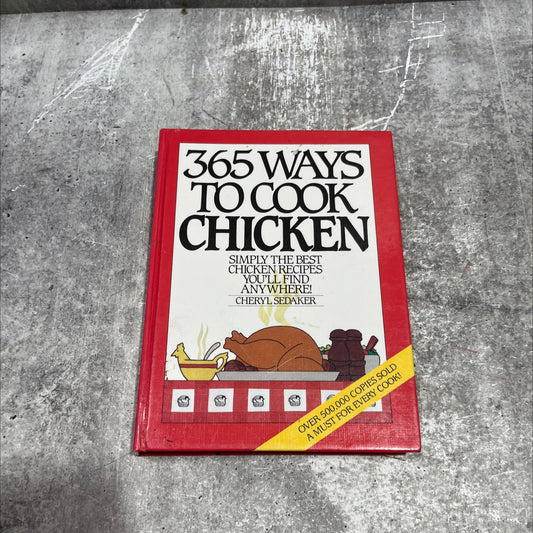 365 WAYS
TO COOK
CHICKEN
SIMPLY THE BEST
CHICKEN RECIPES
YOU'LL FIND
ANYWHERE!
CHERYL SEDAKER
OVER 500,000 COPIES SOLD
A MUST FOR EVERY COOK!